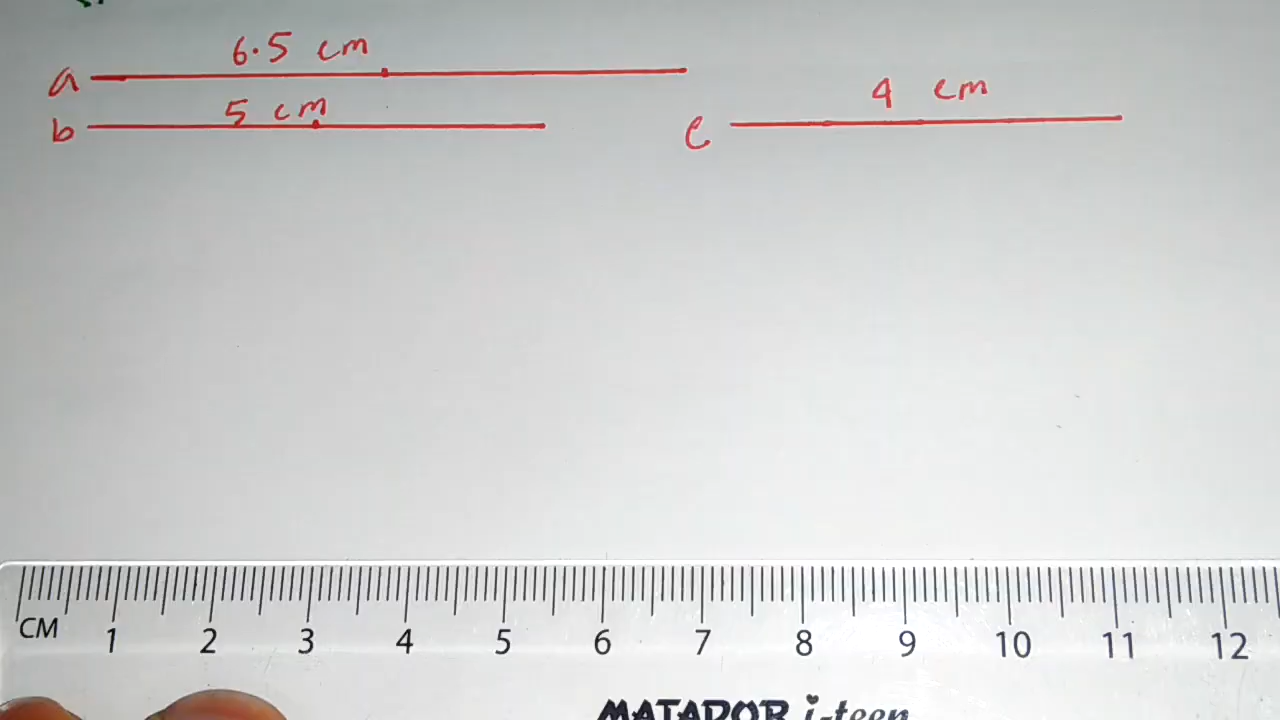 6.5 cm
a
5 cm
b
4 cm
c
CM 1 2 3 4 5 6 7 8 9 10 11 12
MATADOR i-teen